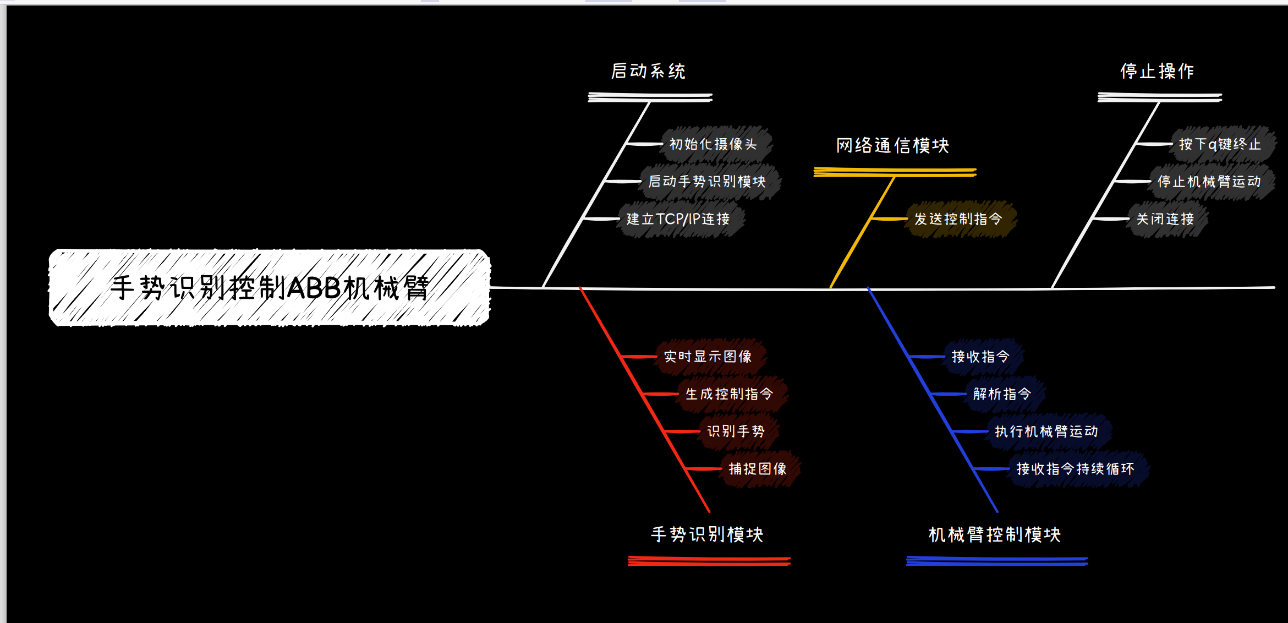 手势识别控制ABB机械臂
启动系统
初始化摄像头
启动手势识别模块
建立TCP/IP连接
手势识别模块
实时显示图像
生成控制指令
识别手势
捕捉图像
网络通信模块
发送控制指令
机械臂控制模块
接收指令
解析指令
执行机械臂运动
接收指令持续循环
停止操作
按下q键终止
停止机械臂运动
关闭连接